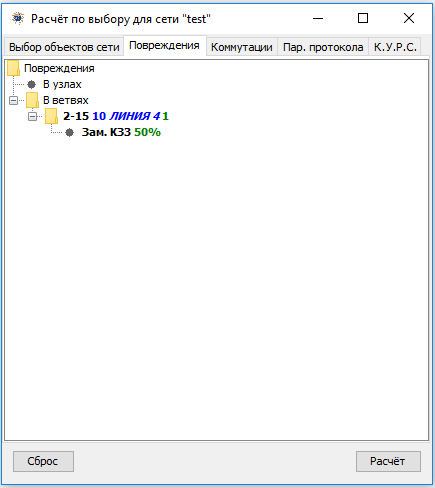 Расчёт по выбору для сети "test"
Выбор объектов сети Повреждения Коммутации Пар. протокола К.У.Р.С.
Повреждения
В узлах
В ветвях
2-15 10 ЛИНИЯ 4 1
Зам. КЗЗ 50%
Сброс Расчёт